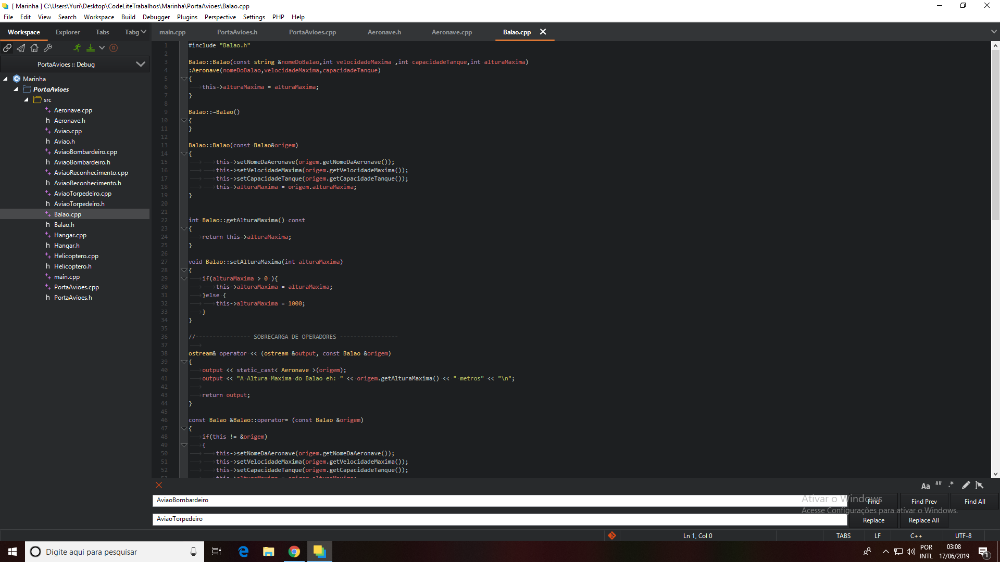 [ Marinha ] C:\Users\Yuri\Desktop\CodeLiteTrabalhos\Marinha\PortaAvioes\Balao.cpp
File Edit View Search Workspace Build Debugger Plugins Perspective Settings PHP Help
Workspace Explorer Tabs Tabg
main.cpp PortaAvioes.h PortaAvioes.cpp Aeronave.h Aeronave.cpp Balao.cpp
PortaAvioes :: Debug
Marinha
PortaAvioes
src
Aeronave.cpp
h Aeronave.h
Aviao.cpp
h Aviao.h
AviaoBombardeiro.cpp
h AviaoBombardeiro.h
AviaoReconhecimento.cpp
h AviaoReconhecimento.h
AviaoTorpedeiro.cpp
h AviaoTorpedeiro.h
Balao.cpp
h Balao.h
Hangar.cpp
h Hangar.h
Helicoptero.cpp
h Helicoptero.h
main.cpp
PortaAvioes.cpp
h PortaAvioes.h
1 #include "Balao.h"
2
3 Balao::Balao(const string &nomeDoBalao,int velocidadeMaxima ,int capacidadeTanque,int alturaMaxima)
4 :Aeronave(nomeDoBalao,velocidadeMaxima,capacidadeTanque)
5 {
6 this->alturaMaxima = alturaMaxima;
7 }
8
9 Balao::~Balao()
10 {
11 }
12
13 Balao::Balao(const Balao&origem)
14 {
15 this->setNomeDaAeronave(origem.getNomeDaAeronave());
16 this->setVelocidadeMaxima(origem.getVelocidadeMaxima());
17 this->setCapacidadeTanque(origem.getCapacidadeTanque());
18 this->alturaMaxima = origem.alturaMaxima;
19 }
20
21
22 int Balao::getAlturaMaxima() const
23 {
24 return this->alturaMaxima;
25 }
26
27 void Balao::setAlturaMaxima(int alturaMaxima)
28 {
29 if(alturaMaxima > 0 ){
30 this->alturaMaxima = alturaMaxima;
31 }else {
32 this->alturaMaxima = 1000;
33 }
34 }
35
36 //---------------- SOBRECARGA DE OPERADORES -----------------
37
38 ostream& operator << (ostream &output, const Balao &origem)
39 {
40 output << static_cast< Aeronave >(origem);
41 output << "A Altura Maxima do Balao eh: " << origem.getAlturaMaxima() << " metros" << "\n";
42
43 return output;
44 }
45
46 const Balao &Balao::operator= (const Balao &origem)
47 {
48 if(this != &origem)
49 {
50 this->setNomeDaAeronave(origem.getNomeDaAeronave());
51 this->setVelocidadeMaxima(origem.getVelocidadeMaxima());
52 this->setCapacidadeTanque(origem.getCapacidadeTanque());
53 this->alturaMaxima = origem.alturaMaxima;
Aa "" .*
AviaoBombardeiro
Find Find Prev Find All
AviaoTorpedeiro
Replace Replace All
Ativar o Windows
Acesse Configurações para ativar o Windows.
Ln 1, Col 0 TABS LF C++ UTF-8
Digite aqui para pesquisar
POR
INTL
03:08
17/06/2019
1